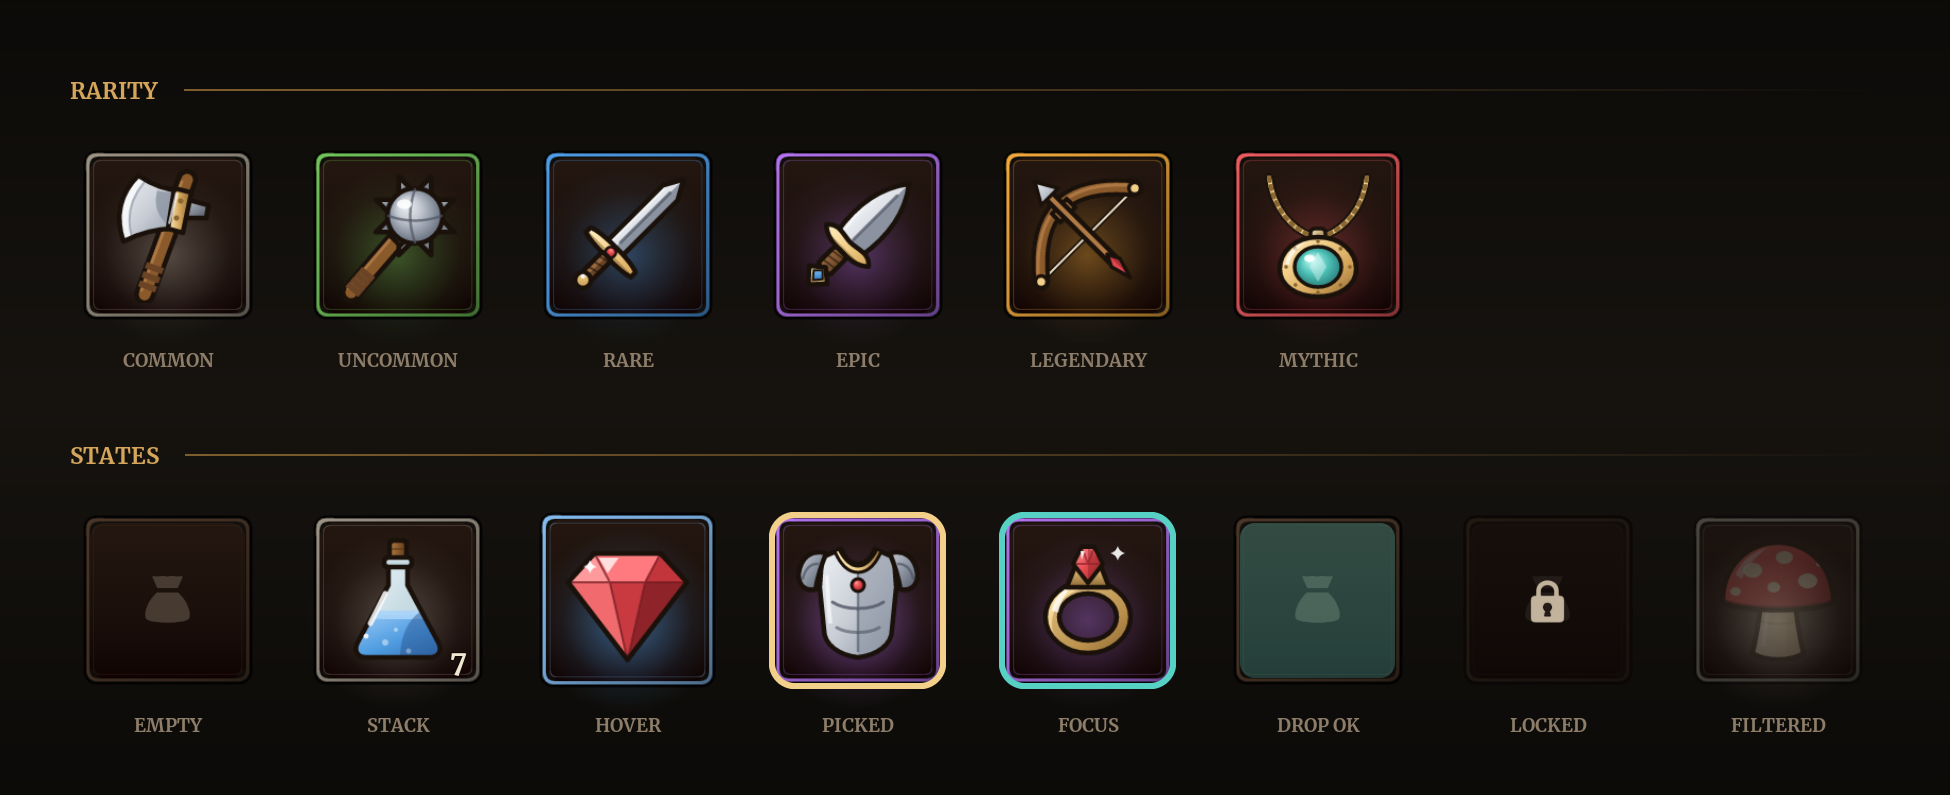 RARITY
COMMON
UNCOMMON
RARE
EPIC
LEGENDARY
MYTHIC
STATES
7
EMPTY
STACK
HOVER
PICKED
FOCUS
DROP OK
LOCKED
FILTERED